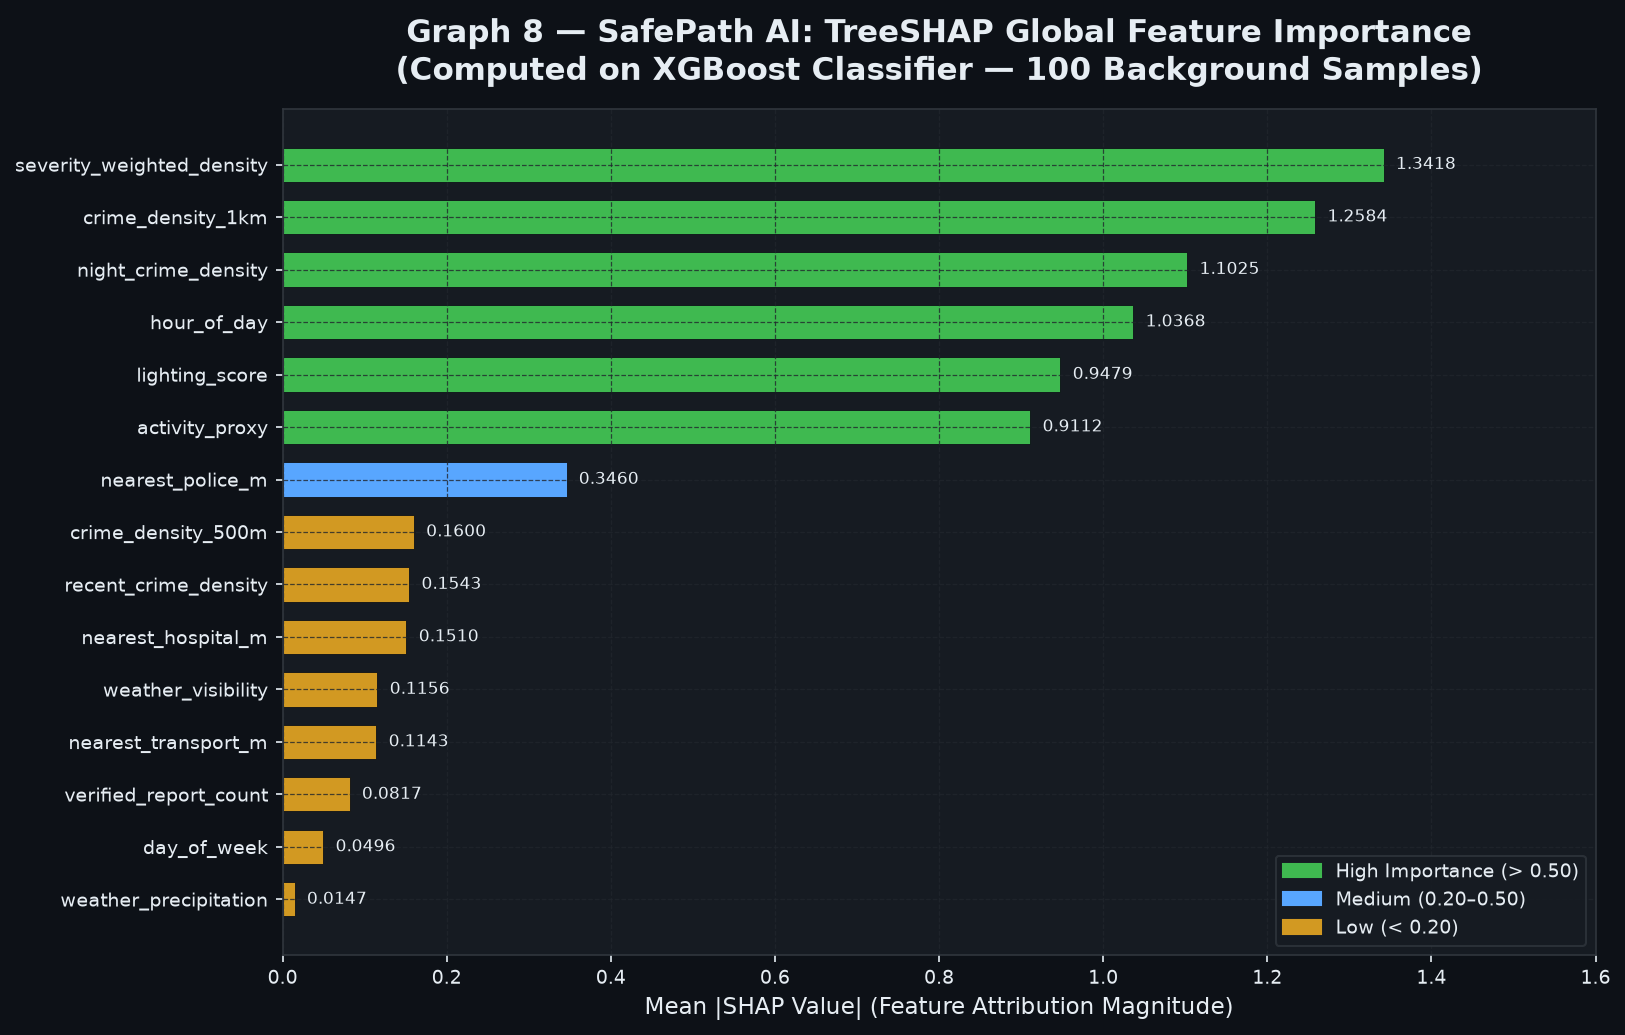 Graph 8 — SafePath AI: TreeSHAP Global Feature Importance
(Computed on XGBoost Classifier — 100 Background Samples)
severity_weighted_density 1.3418
crime_density_1km 1.2584
night_crime_density 1.1025
hour_of_day 1.0368
lighting_score 0.9479
activity_proxy 0.9112
nearest_police_m 0.3460
crime_density_500m 0.1600
recent_crime_density 0.1543
nearest_hospital_m 0.1510
weather_visibility 0.1156
nearest_transport_m 0.1143
verified_report_count 0.0817
day_of_week 0.0496
weather_precipitation 0.0147
High Importance (> 0.50)
Medium (0.20–0.50)
Low (< 0.20)
0.0 0.2 0.4 0.6 0.8 1.0 1.2 1.4 1.6
Mean |SHAP Value| (Feature Attribution Magnitude)